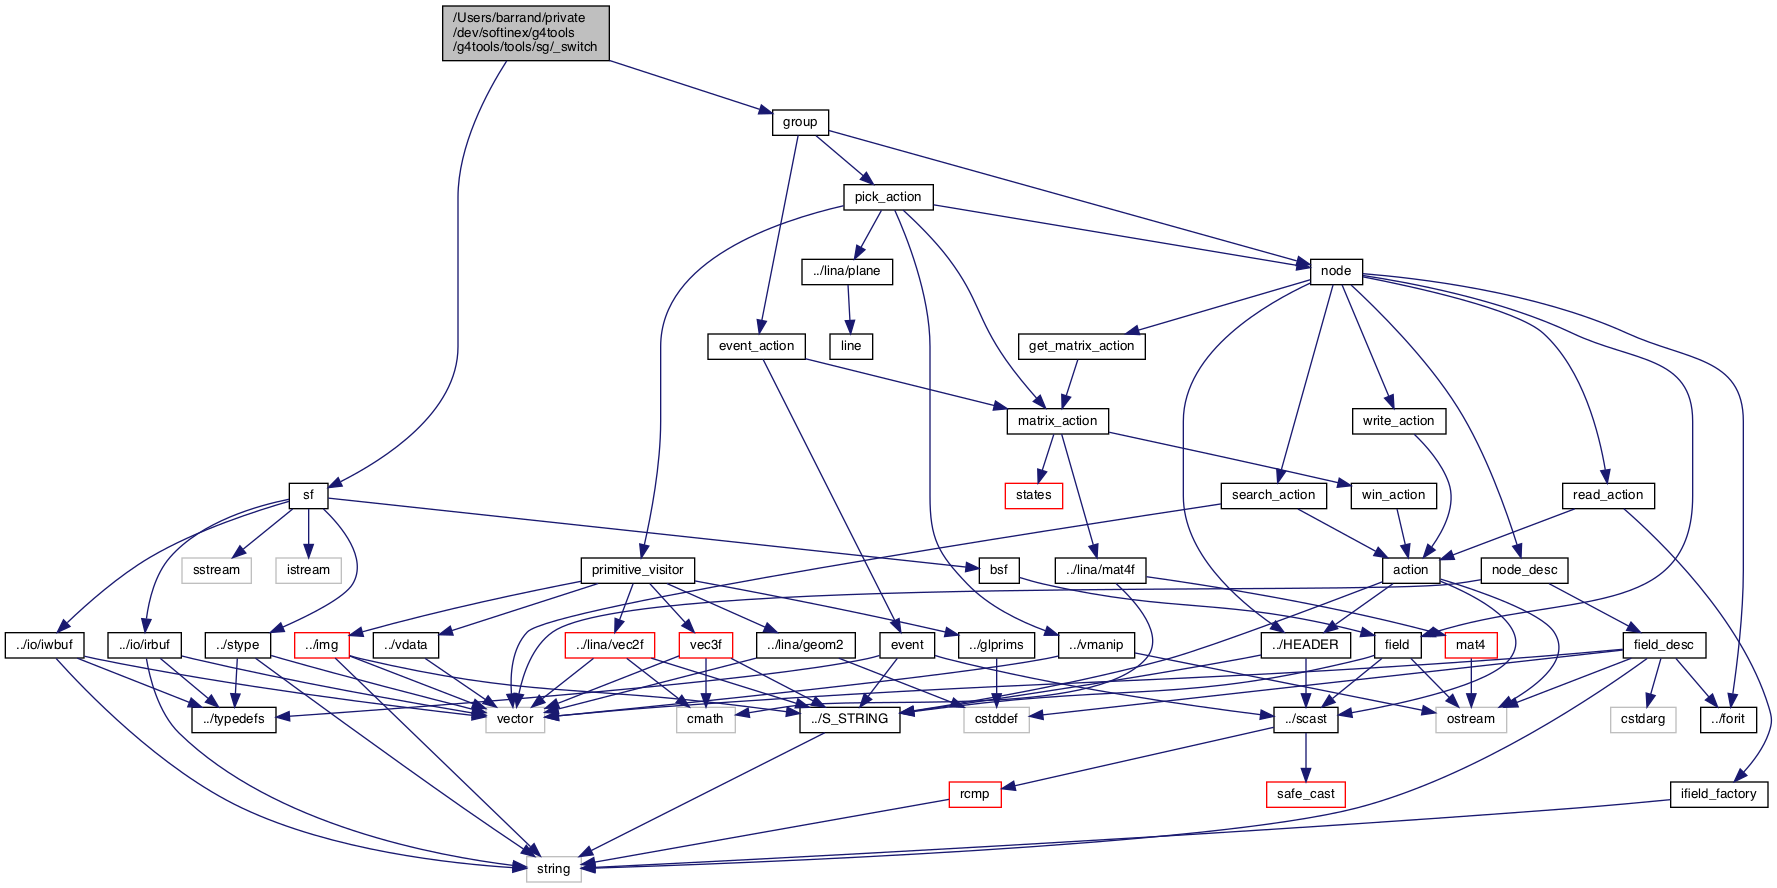 /Users/barrand/private
/dev/softinex/g4tools
/g4tools/tools/sg/_switch
group
pick_action
../lina/plane
node
event_action
line
get_matrix_action
matrix_action
write_action
sf
states
search_action
win_action
read_action
sstream
istream
primitive_visitor
bsf
../lina/mat4f
action
node_desc
../io/iwbuf
../io/irbuf
../stype
../img
../vdata
../lina/vec2f
vec3f
../lina/geom2
event
../glprims
../vmanip
../HEADER
field
mat4
field_desc
../typedefs
vector
cmath
../S_STRING
cstddef
../scast
ostream
cstdarg
../forit
rcmp
safe_cast
ifield_factory
string